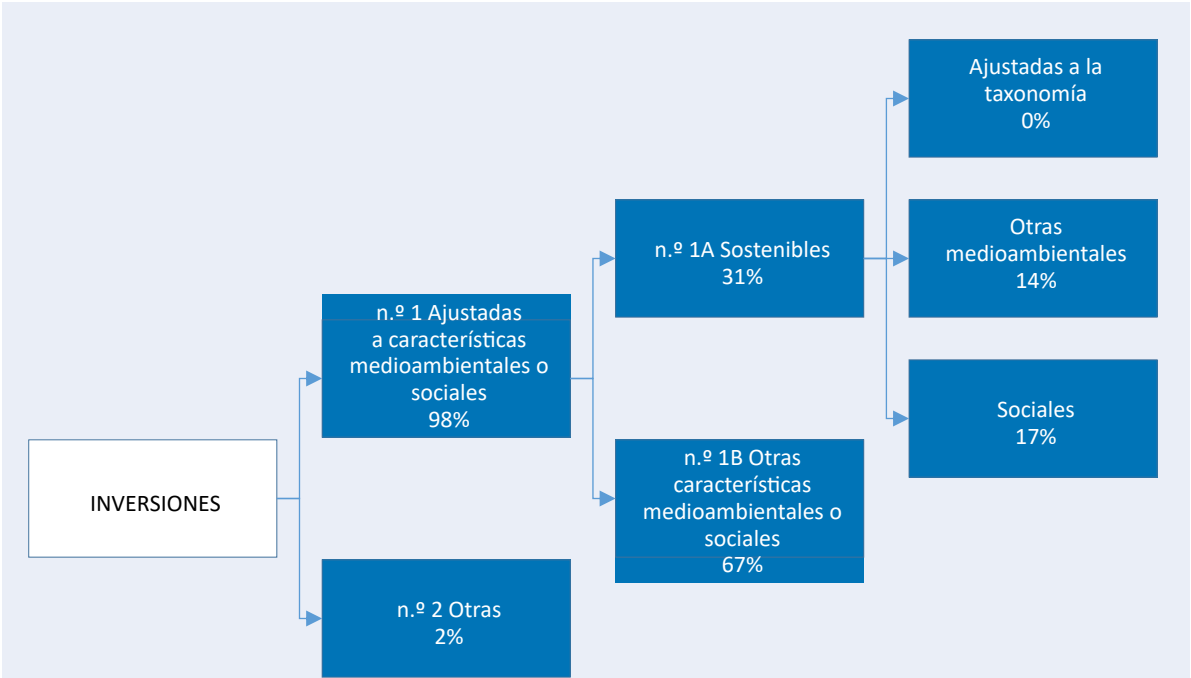 INVERSIONES
n.º 1 Ajustadas
a características
medioambientales o
sociales
98%
n.º 2 Otras
2%
n.º 1A Sostenibles
31%
n.º 1B Otras
características
medioambientales o
sociales
67%
Ajustadas a la
taxonomía
0%
Otras
medioambientales
14%
Sociales
17%